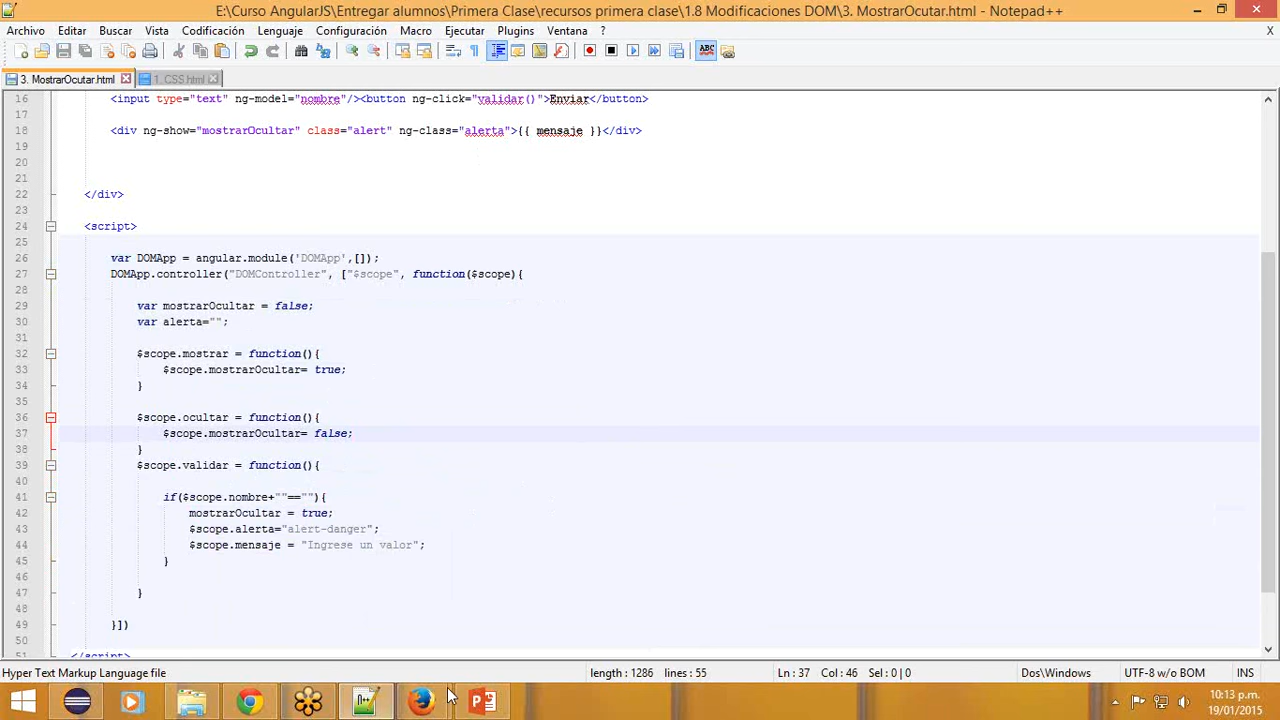 E:\Curso AngularJS\Entregar alumnos\Primera Clase\recursos primera clase\1.8 Modificaciones DOM\3. MostrarOcutar.html - Notepad++
Archivo Editar Buscar Vista Codificación Lenguaje Configuración Macro Ejecutar Plugins Ventana ? X
3. MostrarOcutar.html 1. CSS.html
16 <input type="text" ng-model="nombre"/><button ng-click="validar()">Enviar</button>
17
18 <div ng-show="mostrarOcultar" class="alert" ng-class="alerta">{{ mensaje }}</div>
19
20
21
22 </div>
23
24 <script>
25
26 var DOMApp = angular.module('DOMApp',[]);
27 DOMApp.controller("DOMController", ["$scope", function($scope){
28
29 var mostrarOcultar = false;
30 var alerta="";
31
32 $scope.mostrar = function(){
33 $scope.mostrarOcultar= true;
34 }
35
36 $scope.ocultar = function(){
37 $scope.mostrarOcultar= false;
38 }
39 $scope.validar = function(){
40
41 if($scope.nombre+""==""){
42 mostrarOcultar = true;
43 $scope.alerta="alert-danger";
44 $scope.mensaje = "Ingrese un valor";
45 }
46
47 }
48
49 }])
50
51 </script>
Hyper Text Markup Language file length : 1286 lines : 55 Ln : 37 Col : 46 Sel : 0 | 0 Dos\Windows UTF-8 w/o BOM INS
10:13 p.m.
19/01/2015